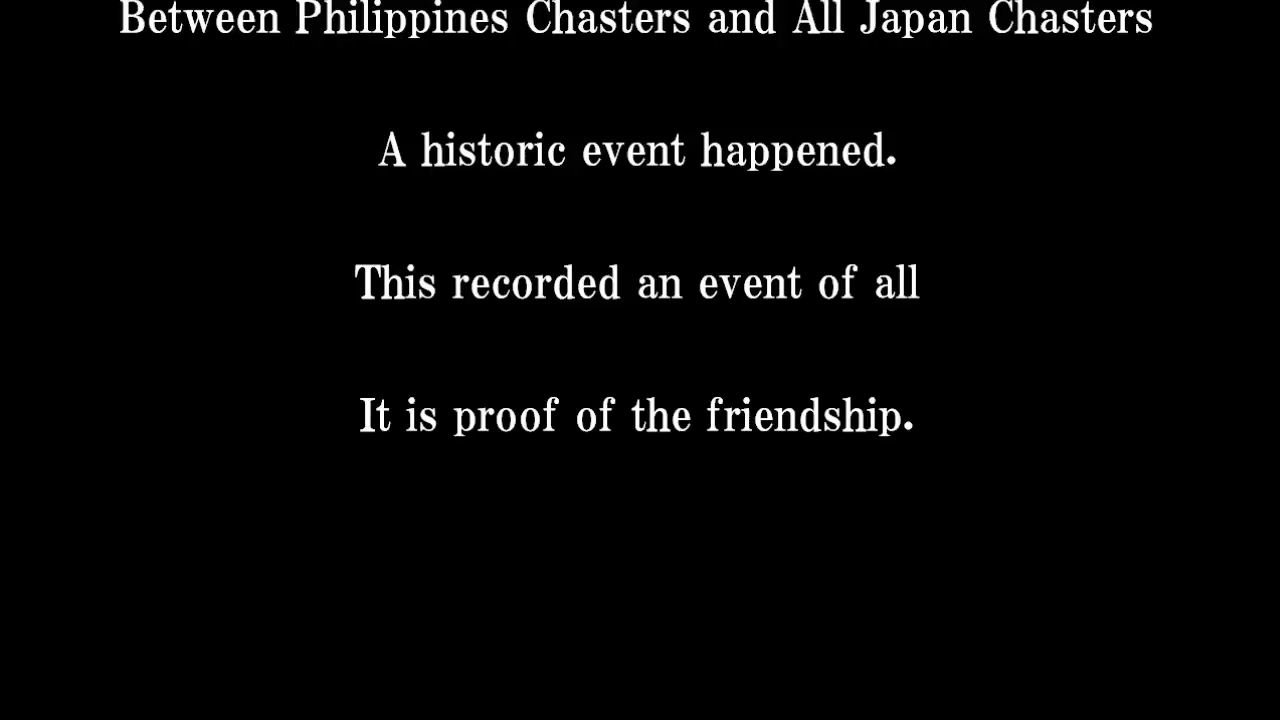 Between Philippines Chasters and All Japan Chasters
A historic event happened.
This recorded an event of all
It is proof of the friendship.